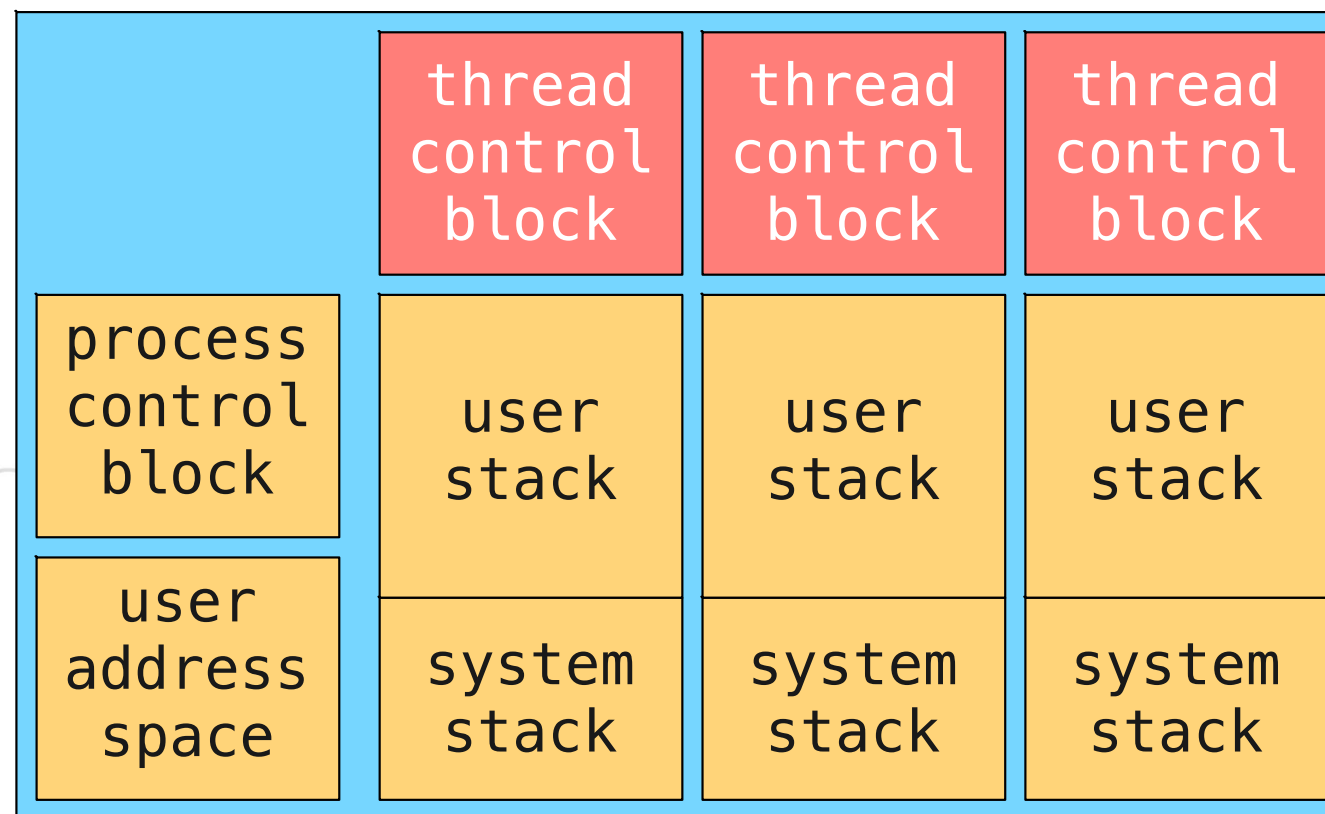 thread
control
block
thread
control
block
thread
control
block
process
control
block
user
address
space
user
stack
system
stack
user
stack
system
stack
user
stack
system
stack